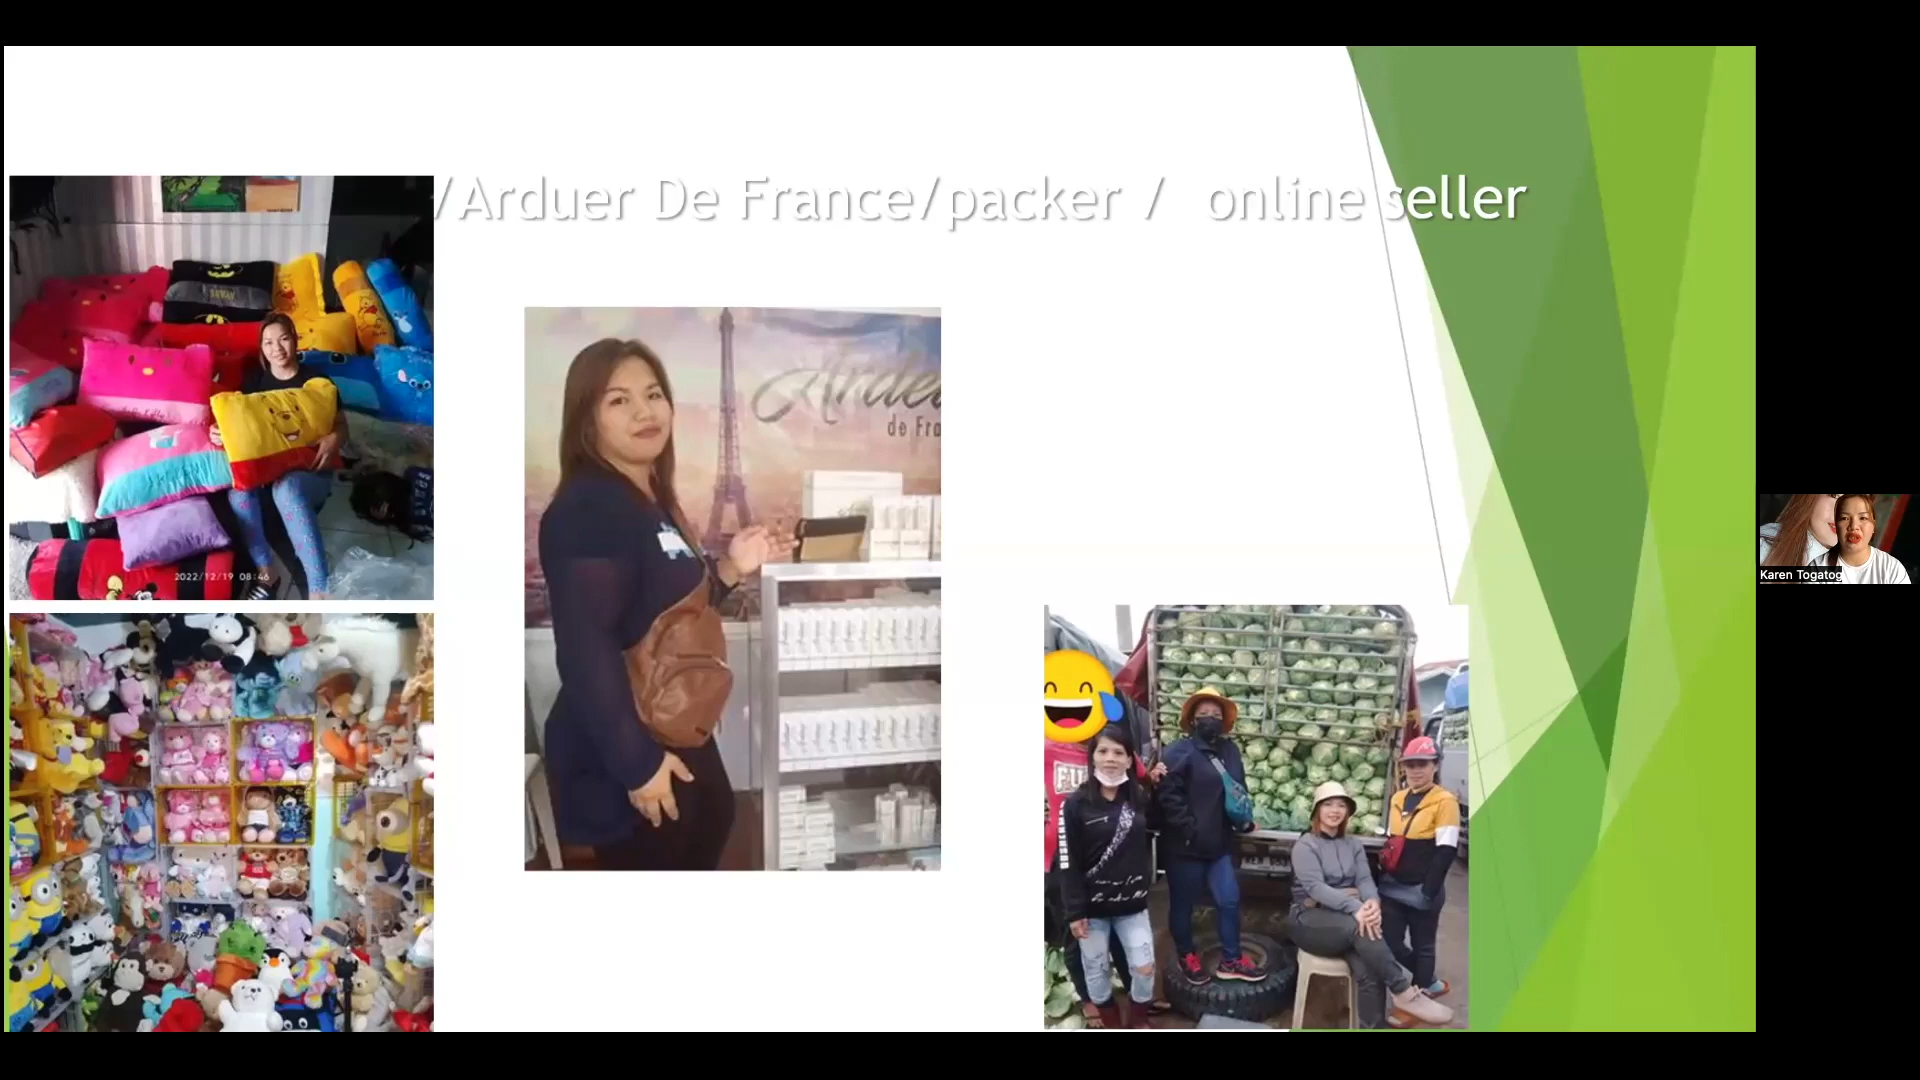 /Arduer De France/packer / online seller
2022/12/19 08:46
Karen Togatog